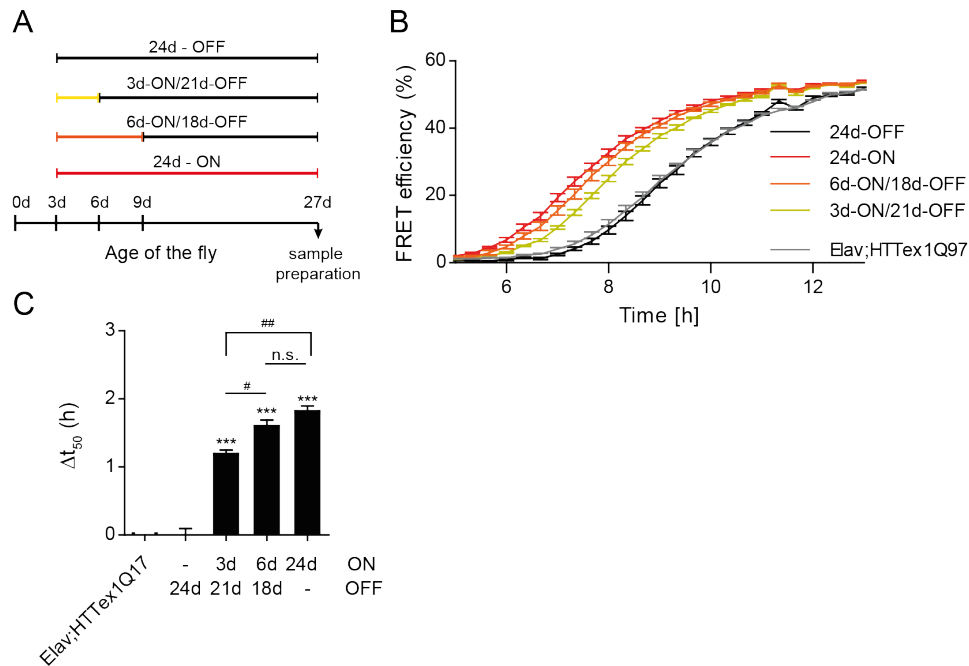 A
24d - OFF
3d-ON/21d-OFF
6d-ON/18d-OFF
24d - ON
0d 3d 6d 9d 27d
Age of the fly
sample
preparation
B
FRET efficiency (%)
60
40
20
0
6 8 10 12
Time [h]
24d-OFF
24d-ON
6d-ON/18d-OFF
3d-ON/21d-OFF
Elav;HTTex1Q97
C
Δt50 (h)
3
2
1
0
##
n.s.
#
***
***
***
Elav;HTTex1Q17
- 3d 6d 24d ON
24d 21d 18d - OFF